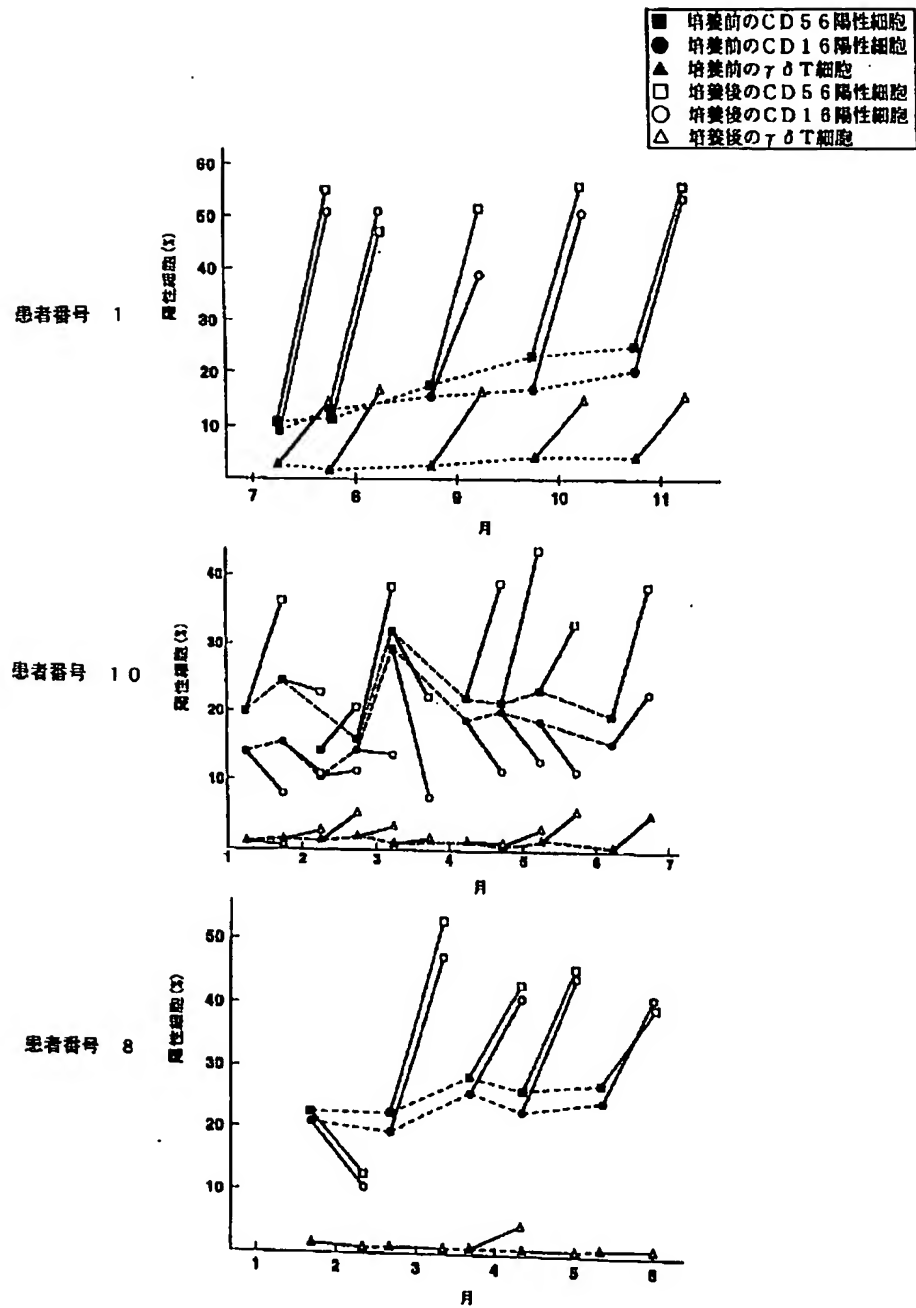 ■ 培養前のCD56陽性細胞
● 培養前のCD16陽性細胞
▲ 培養前のγδT細胞
□ 培養後のCD56陽性細胞
○ 培養後のCD16陽性細胞
△ 培養後のγδT細胞
患者番号 1
陽性細胞(%)
60
50
40
30
20
10
7 8 9 10 11
月
患者番号 10
陽性細胞(%)
40
30
20
10
1 2 3 4 5 6 7
月
患者番号 8
陽性細胞(%)
50
40
30
20
10
1 2 3 4 5 6
月